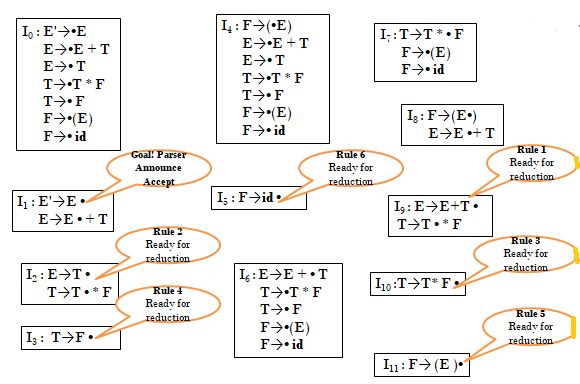 I0 : E'→•E
E→•E + T
E→• T
T→•T * F
T→• F
F→•(E)
F→• id
I4 : F→(•E)
E→•E + T
E→• T
T→•T * F
T→• F
F→•(E)
F→• id
I7 : T→T * • F
F→•(E)
F→• id
I8 : F→(E•)
E→E •+ T
Goal! Parser
Announce
Accept
I1 : E'→E •
E→E • + T
Rule 6
Ready for
reduction
I5 : F→id •
Rule 1
Ready for
reduction
I9 : E→E+T •
T→T • * F
Rule 2
Ready for
reduction
I2 : E→T •
T→T • * F
Rule 4
Ready for
reduction
I3 : T→F •
I6 : E→E + • T
T→•T * F
T→• F
F→•(E)
F→• id
Rule 3
Ready for
reduction
I10 :T→T* F •
Rule 5
Ready for
reduction
I11 : F→ (E )•